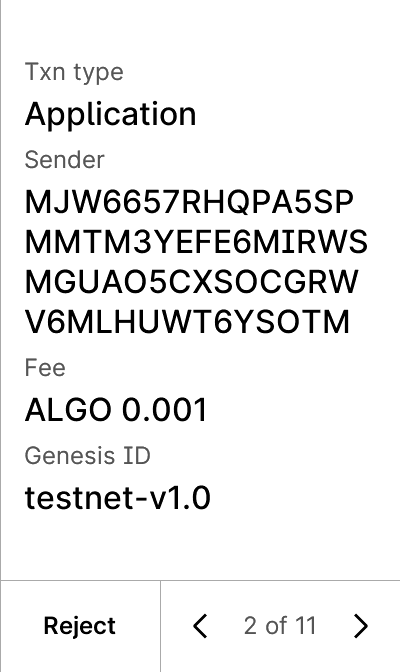 Txn type
Application
Sender
MJW6657RHQPA5SP
MMTM3YEFE6MIRWS
MGUAO5CXSOCGRW
V6MLHUWT6YSOTM
Fee
ALGO 0.001
Genesis ID
testnet-v1.0
Reject
2 of 11